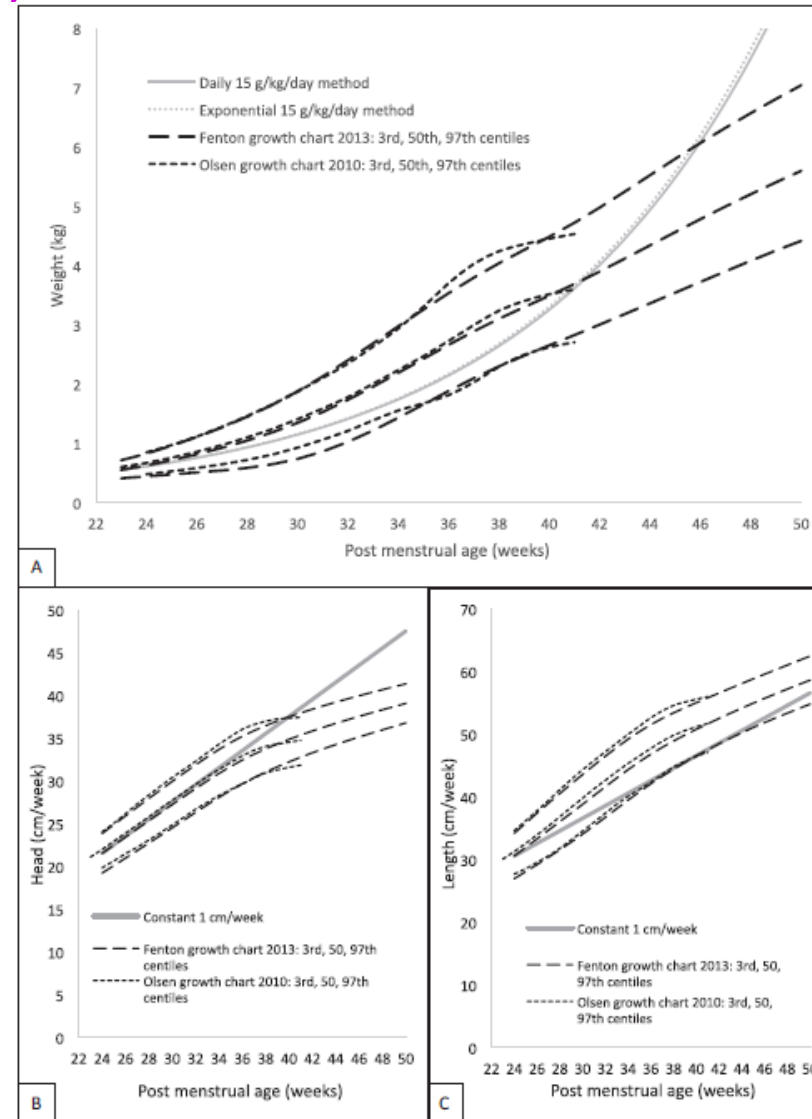 8
7
6
5
4
3
2
1
0
Weight (kg)
Daily 15 g/kg/day method
Exponential 15 g/kg/day method
Fenton growth chart 2013: 3rd, 50th, 97th centiles
Olsen growth chart 2010: 3rd, 50th, 97th centiles
22 24 26 28 30 32 34 36 38 40 42 44 46 48 50
Post menstrual age (weeks)
A
50
45
40
35
30
25
20
15
10
5
0
Head (cm/week)
Constant 1 cm/week
Fenton growth chart 2013: 3rd, 50, 97th
centiles
Olsen growth chart 2010: 3rd, 50, 97th
centiles
22 24 26 28 30 32 34 36 38 40 42 44 46 48 50
Post menstrual age (weeks)
B
70
60
50
40
30
20
10
0
Length (cm/week)
Constant 1 cm/week
Fenton growth chart 2013: 3rd, 50,
97th centiles
Olsen growth chart 2010: 3rd, 50,
97th centiles
22 24 26 28 30 32 34 36 38 40 42 44 46 48
Post menstrual age (weeks)
C